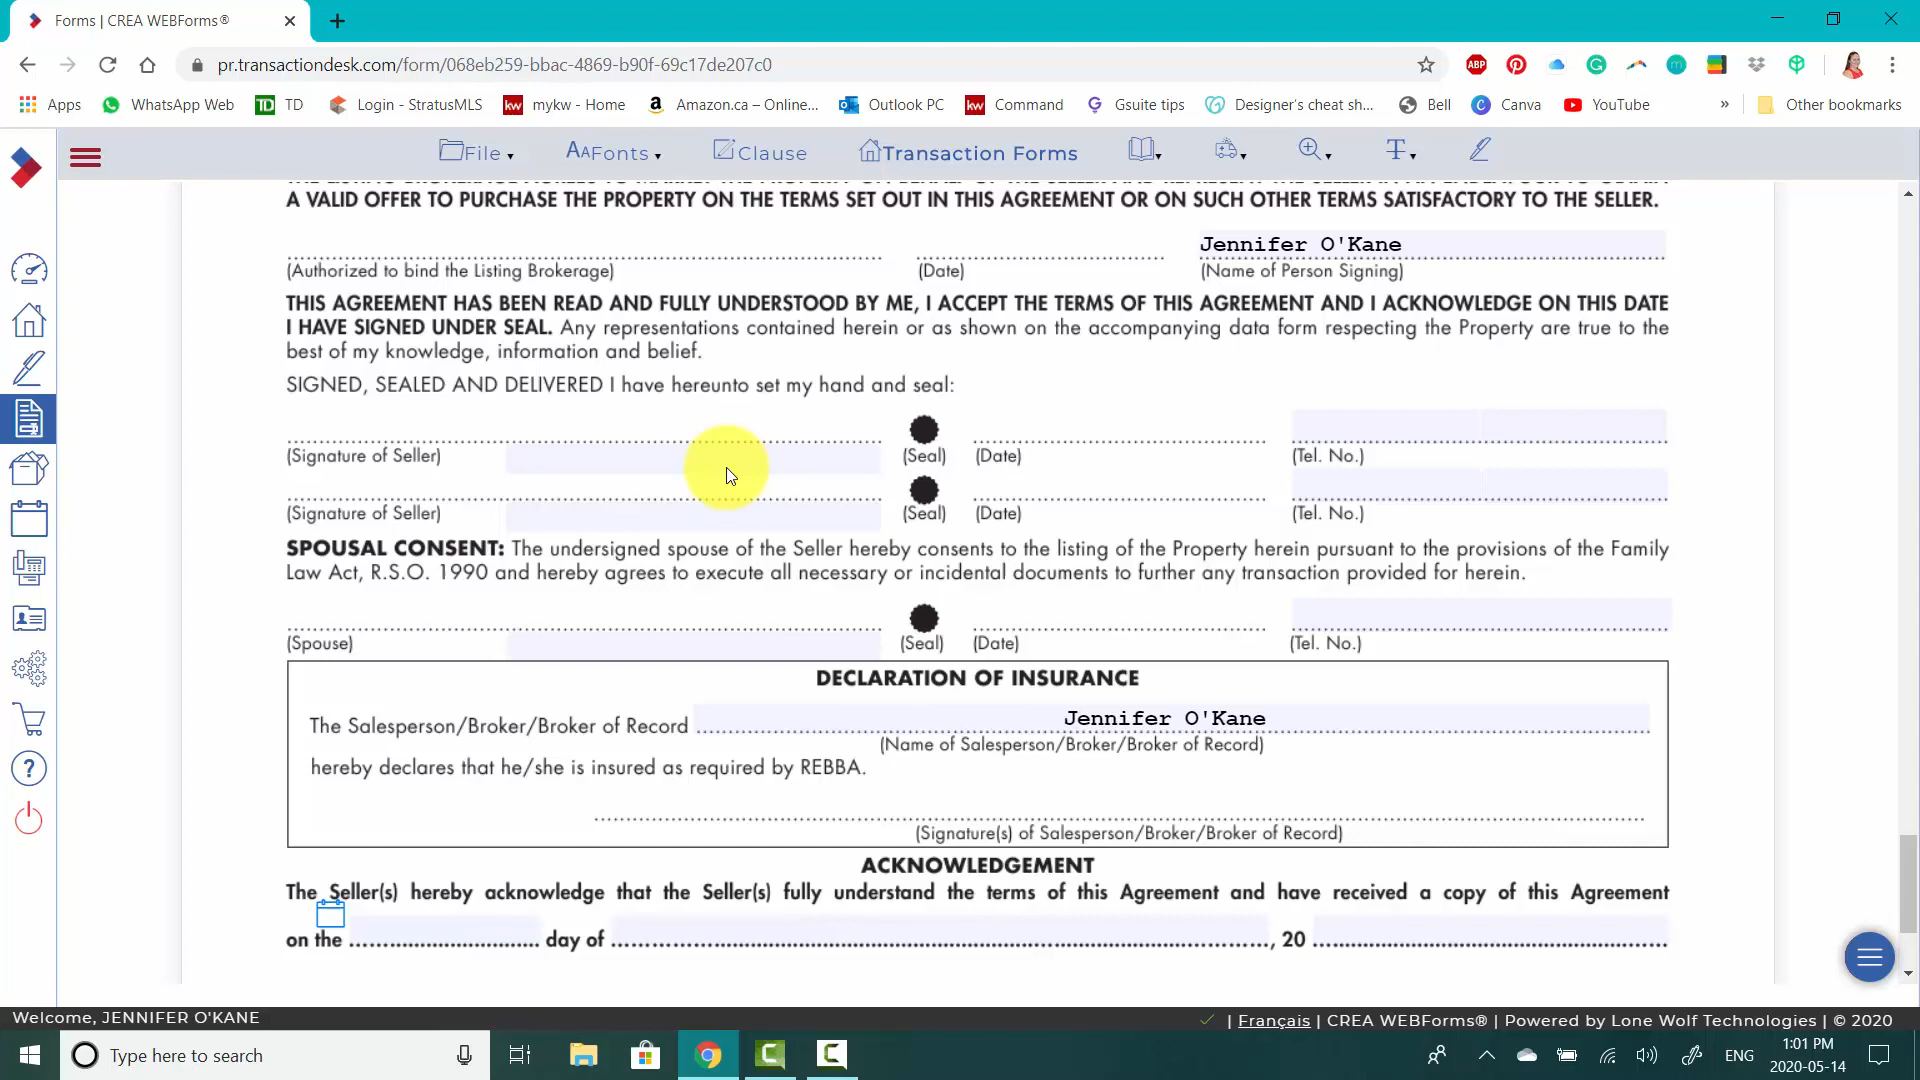 Forms | CREA WEBForms®
pr.transactiondesk.com/form/068eb259-bbac-4869-b90f-69c17de207c0
ABP
Apps
WhatsApp Web
TD
Login - StratusMLS
kw
mykw - Home
Amazon.ca – Online...
Outlook PC
kw
Command
Gsuite tips
Designer's cheat sh...
Bell
Canva
YouTube
»
Other bookmarks
File
AAFonts
Clause
Transaction Forms
A VALID OFFER TO PURCHASE THE PROPERTY ON THE TERMS SET OUT IN THIS AGREEMENT OR ON SUCH OTHER TERMS SATISFACTORY TO THE SELLER.
Jennifer O'Kane
(Authorized to bind the Listing Brokerage) (Date) (Name of Person Signing)
THIS AGREEMENT HAS BEEN READ AND FULLY UNDERSTOOD BY ME, I ACCEPT THE TERMS OF THIS AGREEMENT AND I ACKNOWLEDGE ON THIS DATE
I HAVE SIGNED UNDER SEAL. Any representations contained herein or as shown on the accompanying data form respecting the Property are true to the
best of my knowledge, information and belief.
SIGNED, SEALED AND DELIVERED I have hereunto set my hand and seal:
(Signature of Seller) (Seal) (Date) (Tel. No.)
(Signature of Seller) (Seal) (Date) (Tel. No.)
SPOUSAL CONSENT: The undersigned spouse of the Seller hereby consents to the listing of the Property herein pursuant to the provisions of the Family
Law Act, R.S.O. 1990 and hereby agrees to execute all necessary or incidental documents to further any transaction provided for herein.
(Spouse) (Seal) (Date) (Tel. No.)
DECLARATION OF INSURANCE
The Salesperson/Broker/Broker of Record Jennifer O'Kane
(Name of Salesperson/Broker/Broker of Record)
hereby declares that he/she is insured as required by REBBA.
(Signature(s) of Salesperson/Broker/Broker of Record)
ACKNOWLEDGEMENT
The Seller(s) hereby acknowledge that the Seller(s) fully understand the terms of this Agreement and have received a copy of this Agreement
on the ................................ day of ................................, 20 ................................
Welcome, JENNIFER O'KANE
| Français | CREA WEBForms® | Powered by Lone Wolf Technologies | © 2020
Type here to search
ENG
1:01 PM
2020-05-14